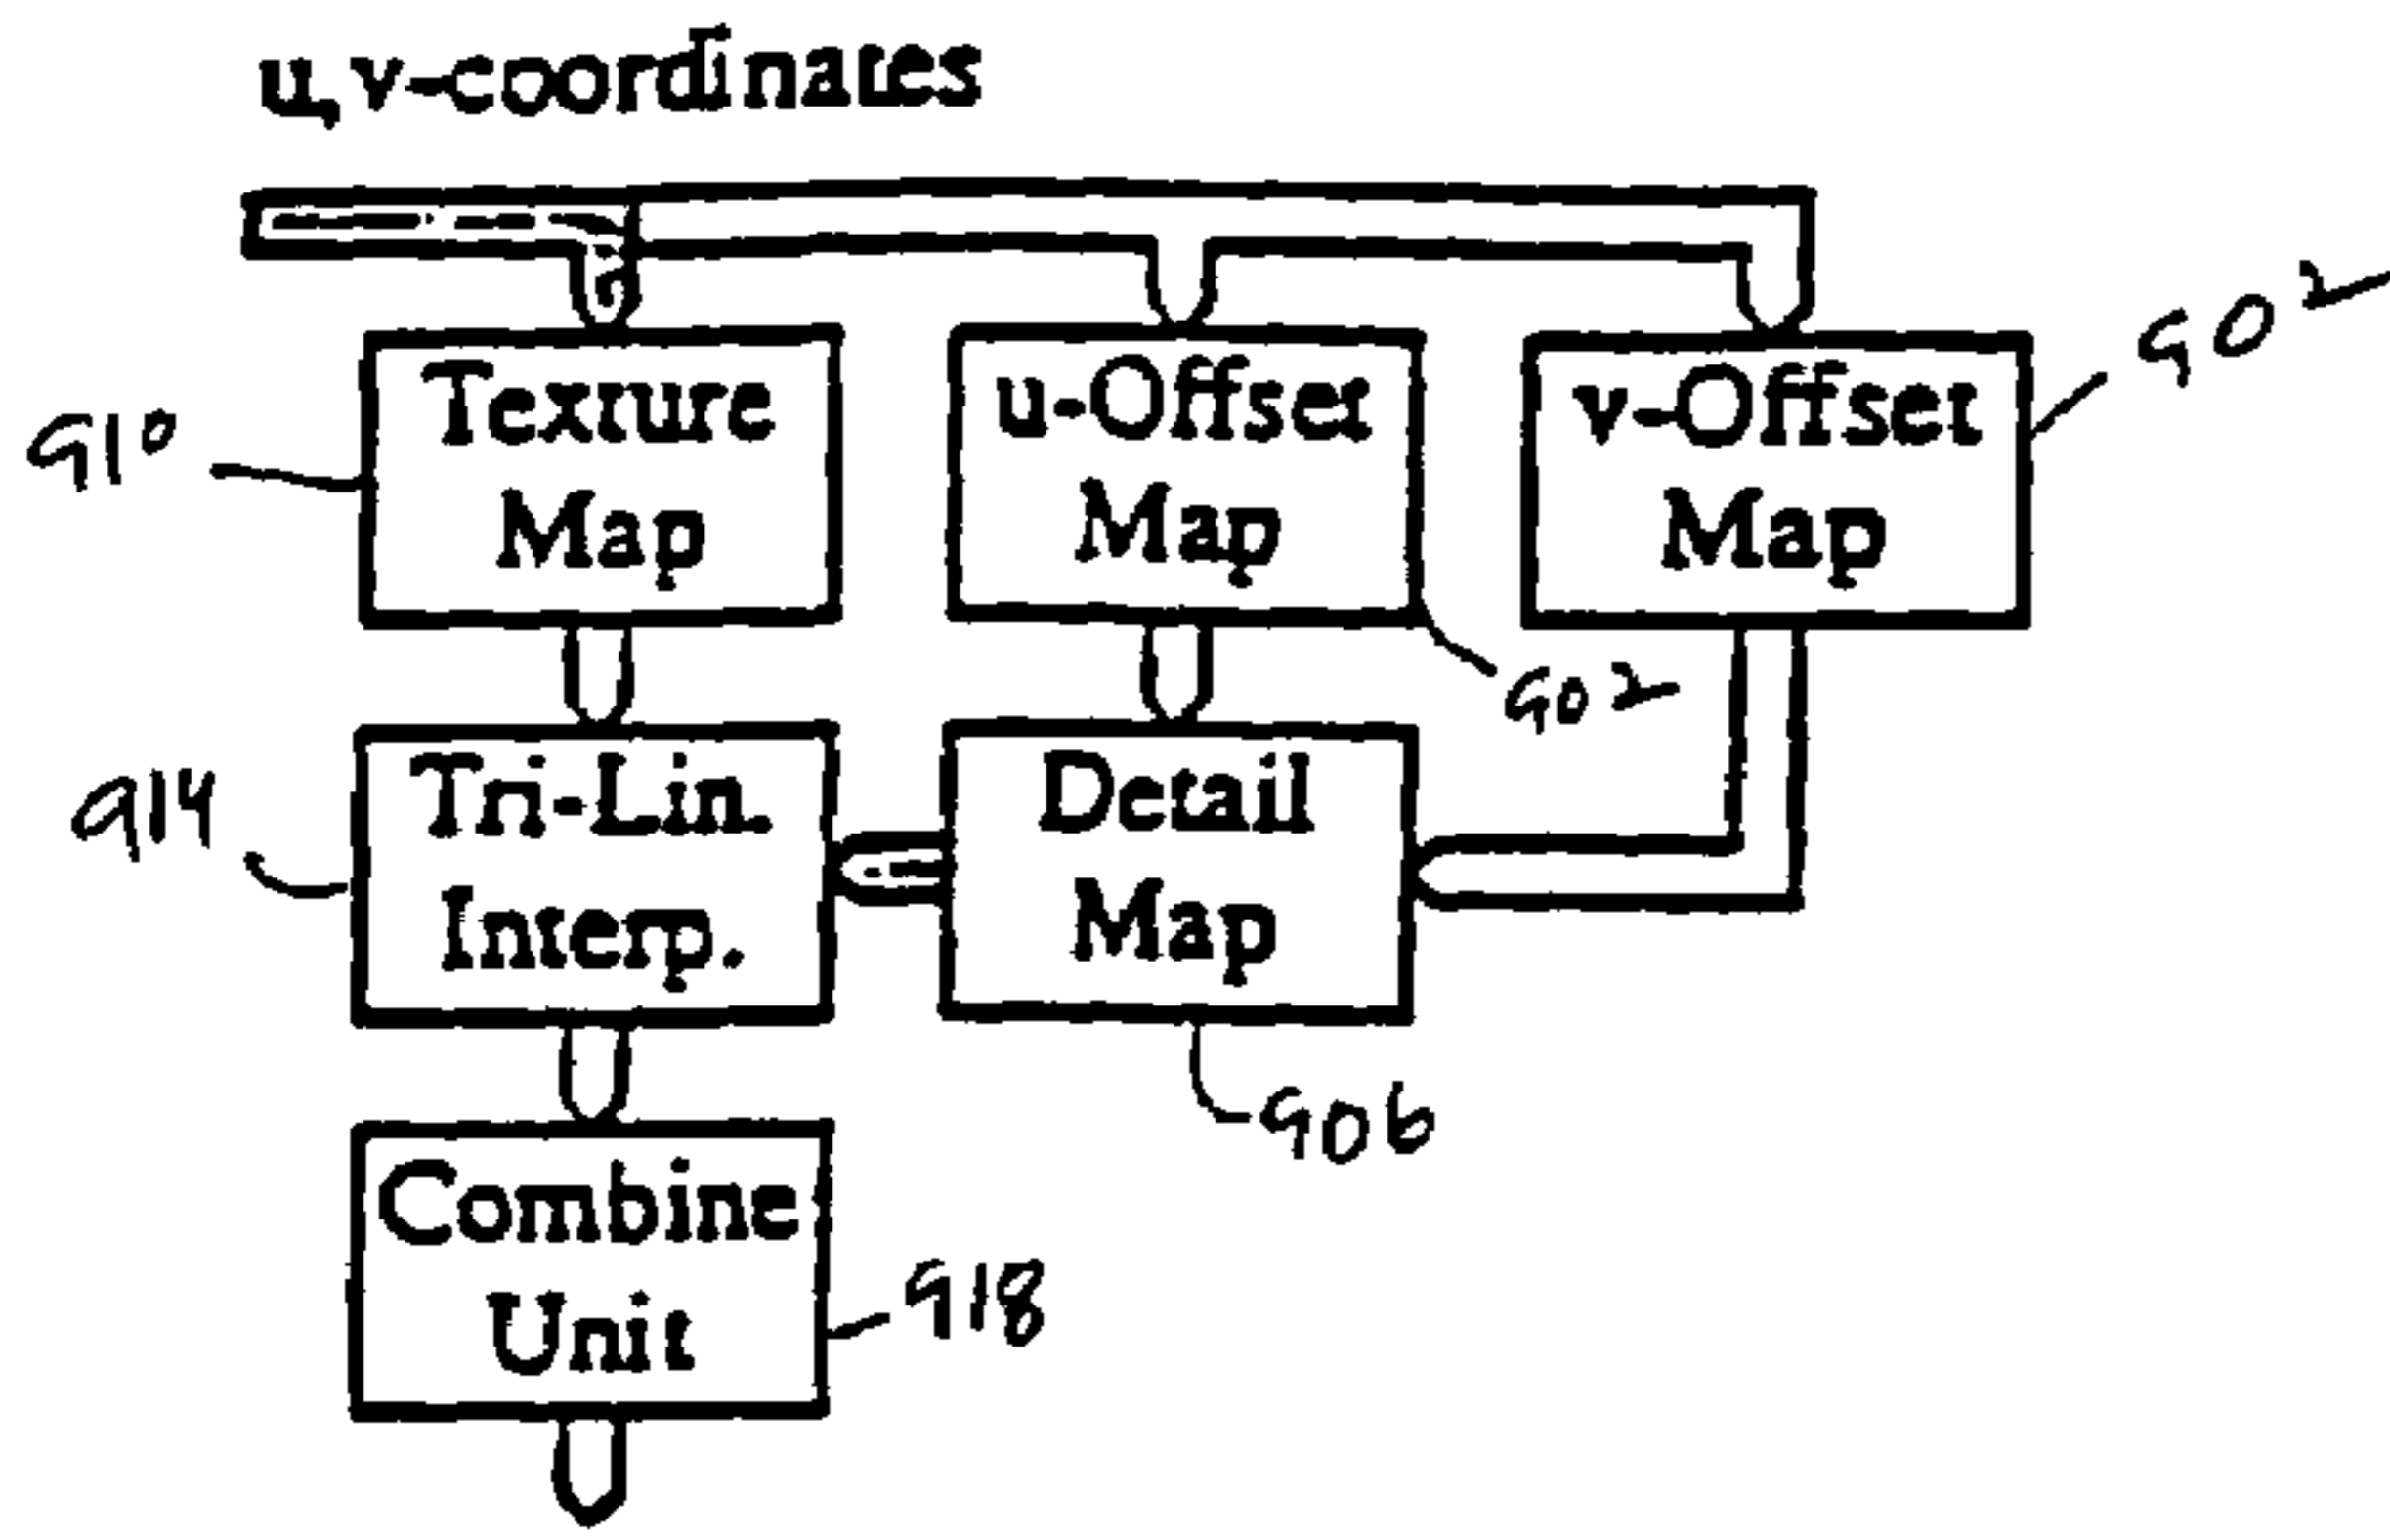 u,v-coordinates
Texture
Map
u-Offset
Map
v-Offset
Map
902
910
902
Tri-Lin.
Interp.
Detail
Map
914
906
Combine
Unit
918